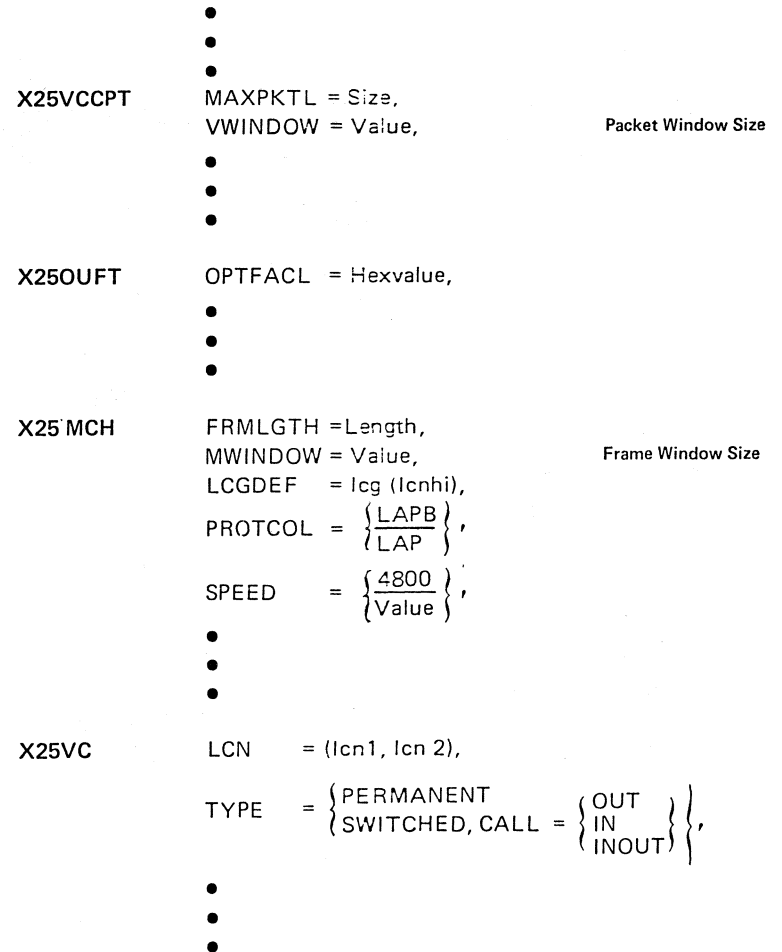 •
•
•
X25VCCPT MAXPKTL = Size,
VWINDOW = Value, Packet Window Size
•
•
•
X25OUFT OPTFACL = Hexvalue,
•
•
•
X25 MCH FRMLGTH =Length,
MWINDOW = Value, Frame Window Size
LCGDEF = lcg (lcnhi),
PROTCOL = { LAPB
LAP } ,
SPEED = { 4800
Value } ,
•
•
•
X25VC LCN = (lcn1, lcn 2),
TYPE = { PERMANENT
SWITCHED, CALL = { OUT
IN
INOUT } } ,
•
•
•